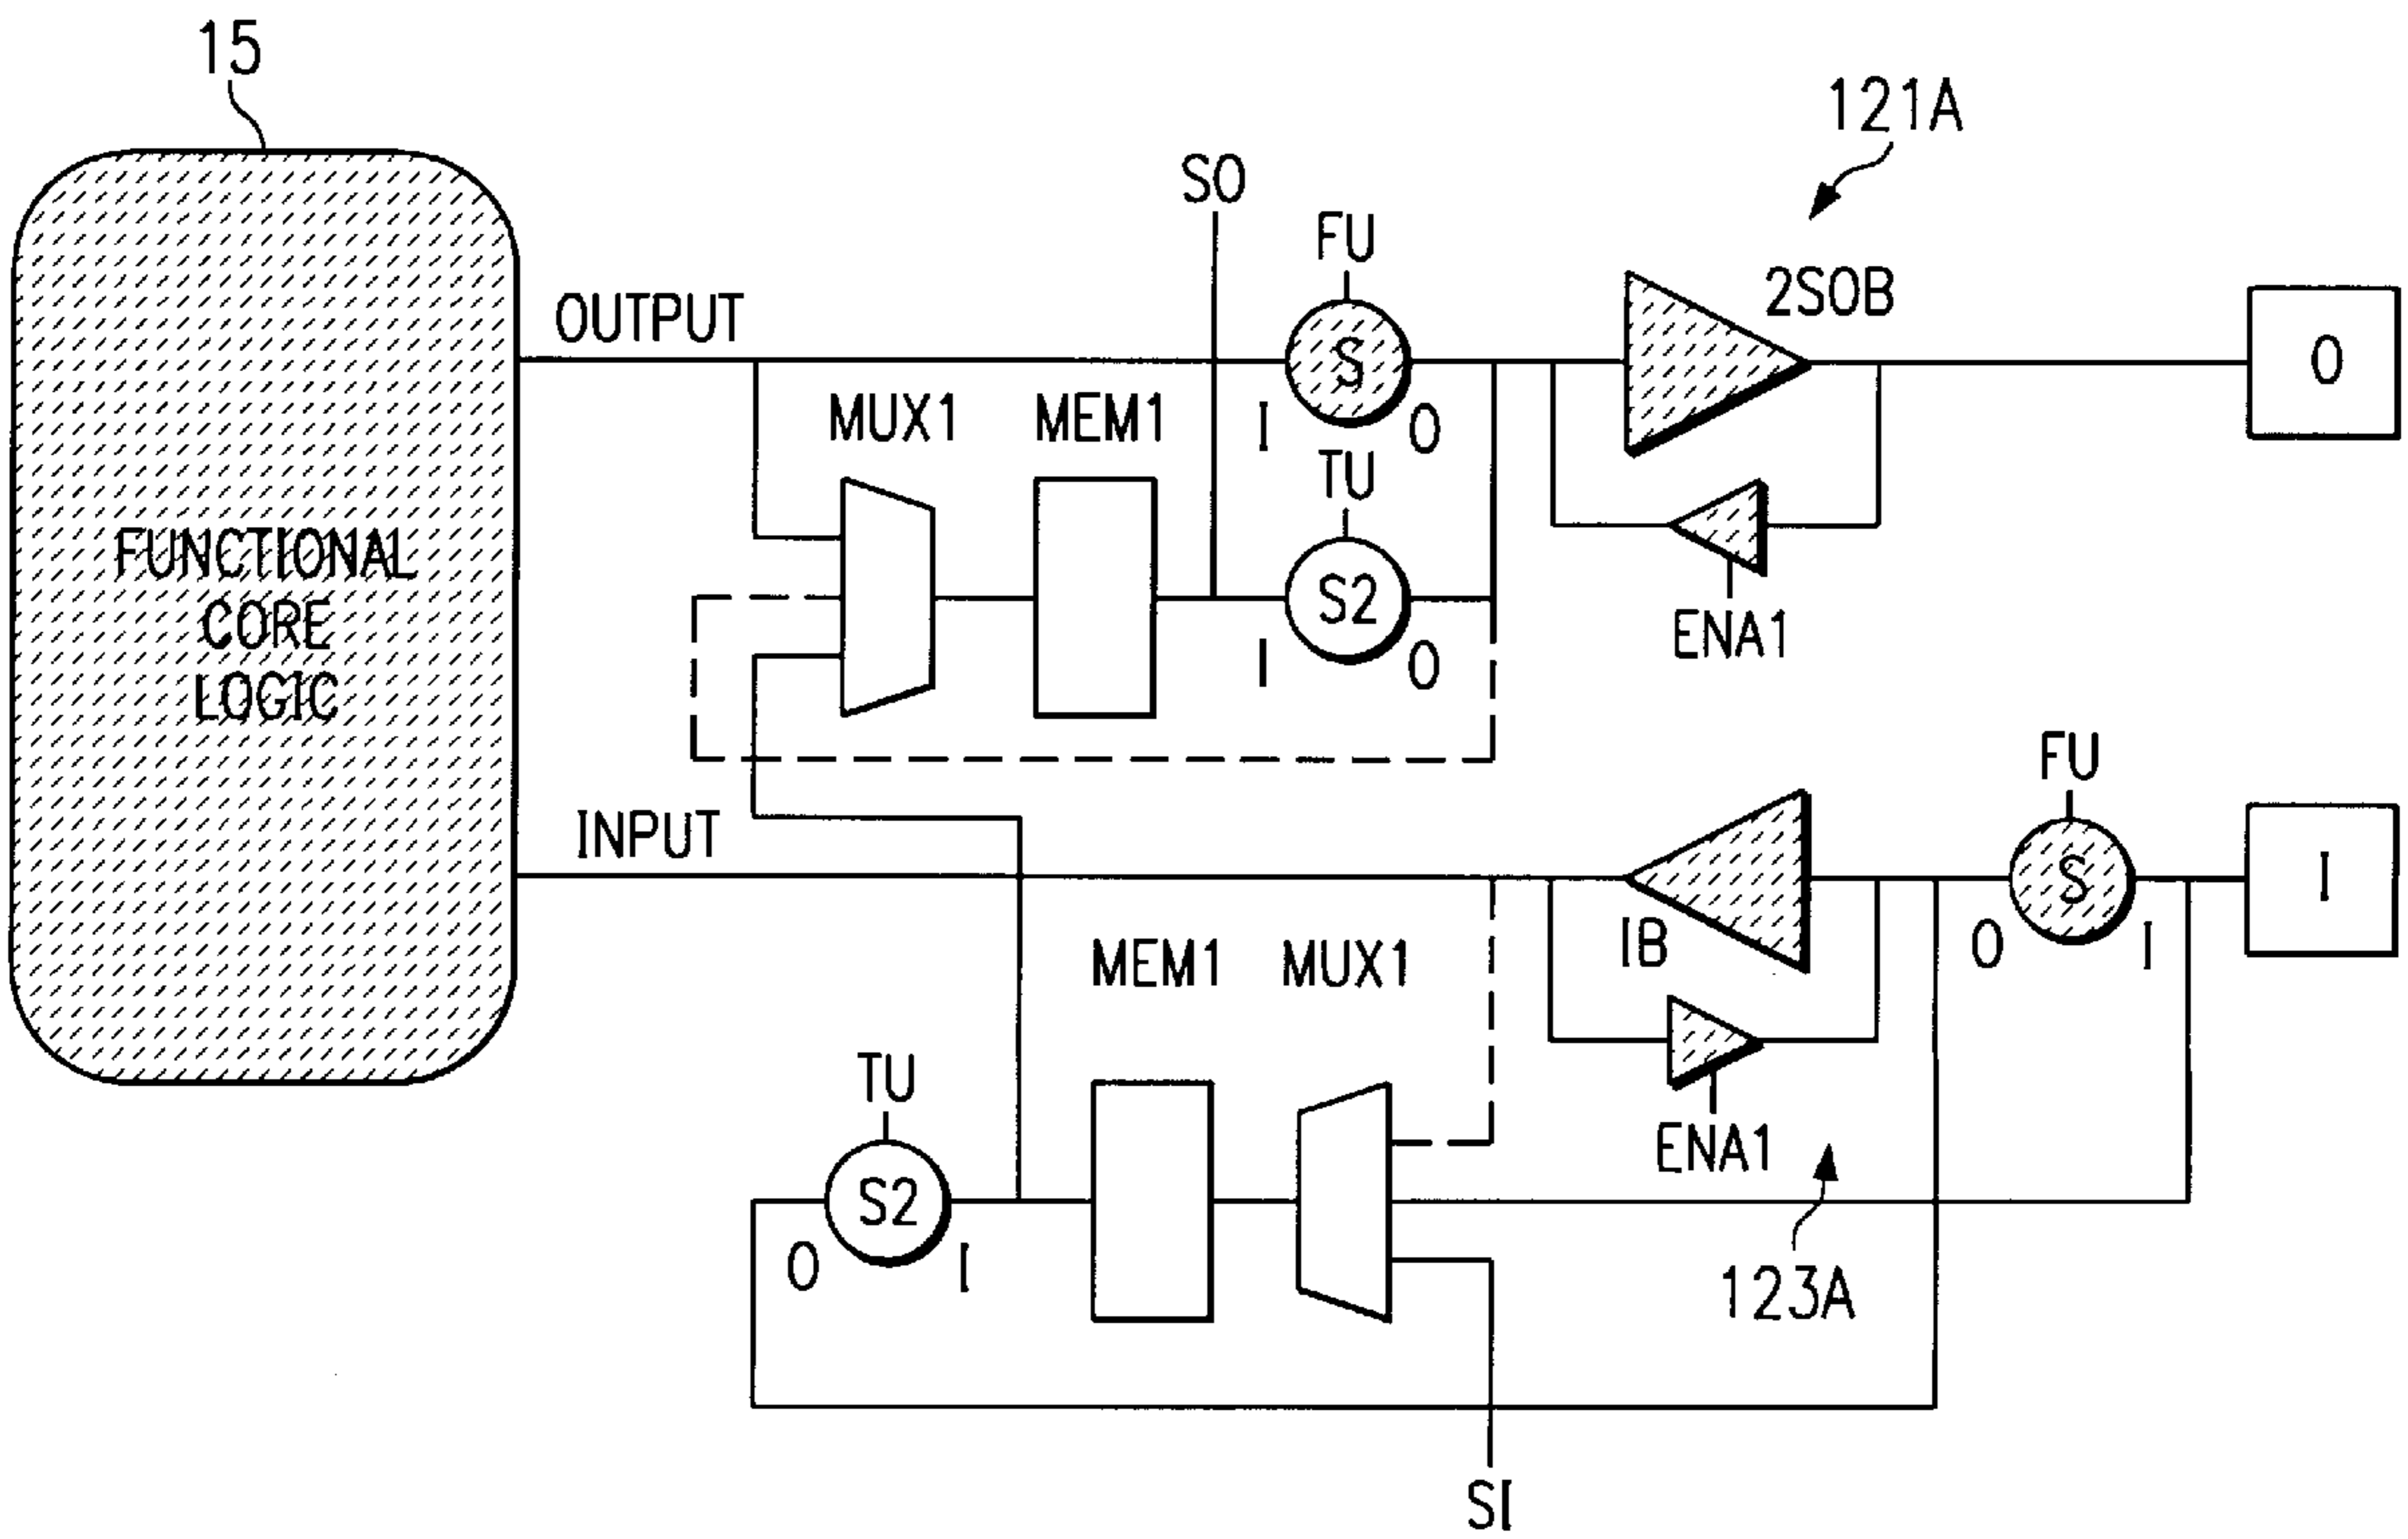 15
121A
SO
FU
2SOB
OUTPUT
S
O
MUX1
MEM1
I
O
TU
S2
I
O
ENA1
FUNCTIONAL
CORE
LOGIC
FU
INPUT
S
I
IB
O
I
MEM1
MUX1
TU
ENA1
S2
O
I
123A
SI